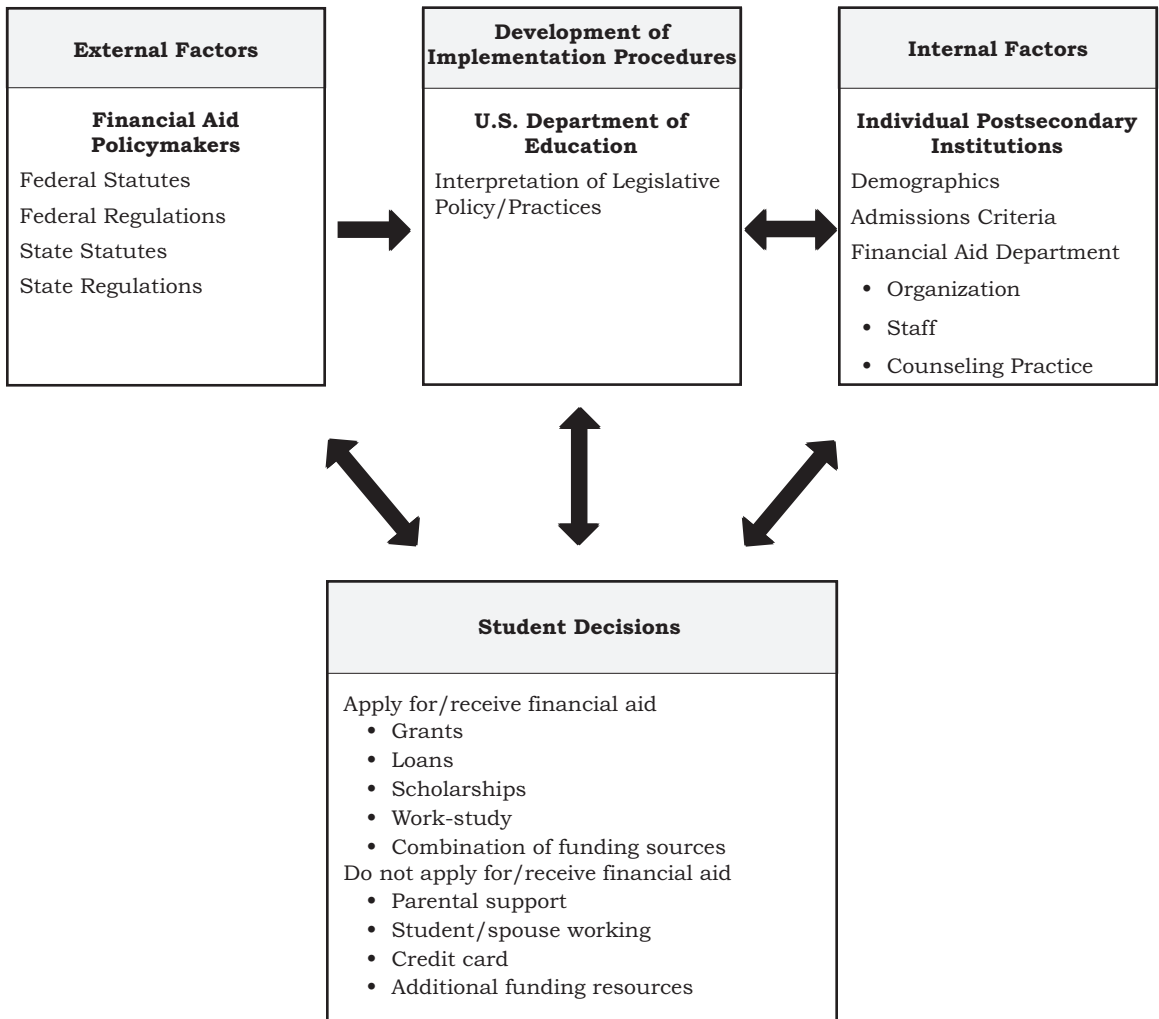 External Factors
Financial Aid
Policymakers
Federal Statutes
Federal Regulations
State Statutes
State Regulations
Development of
Implementation Procedures
U.S. Department of
Education
Interpretation of Legislative
Policy/Practices
Internal Factors
Individual Postsecondary
Institutions
Demographics
Admissions Criteria
Financial Aid Department
• Organization
• Staff
• Counseling Practice
Student Decisions
Apply for/receive financial aid
• Grants
• Loans
• Scholarships
• Work-study
• Combination of funding sources
Do not apply for/receive financial aid
• Parental support
• Student/spouse working
• Credit card
• Additional funding resources